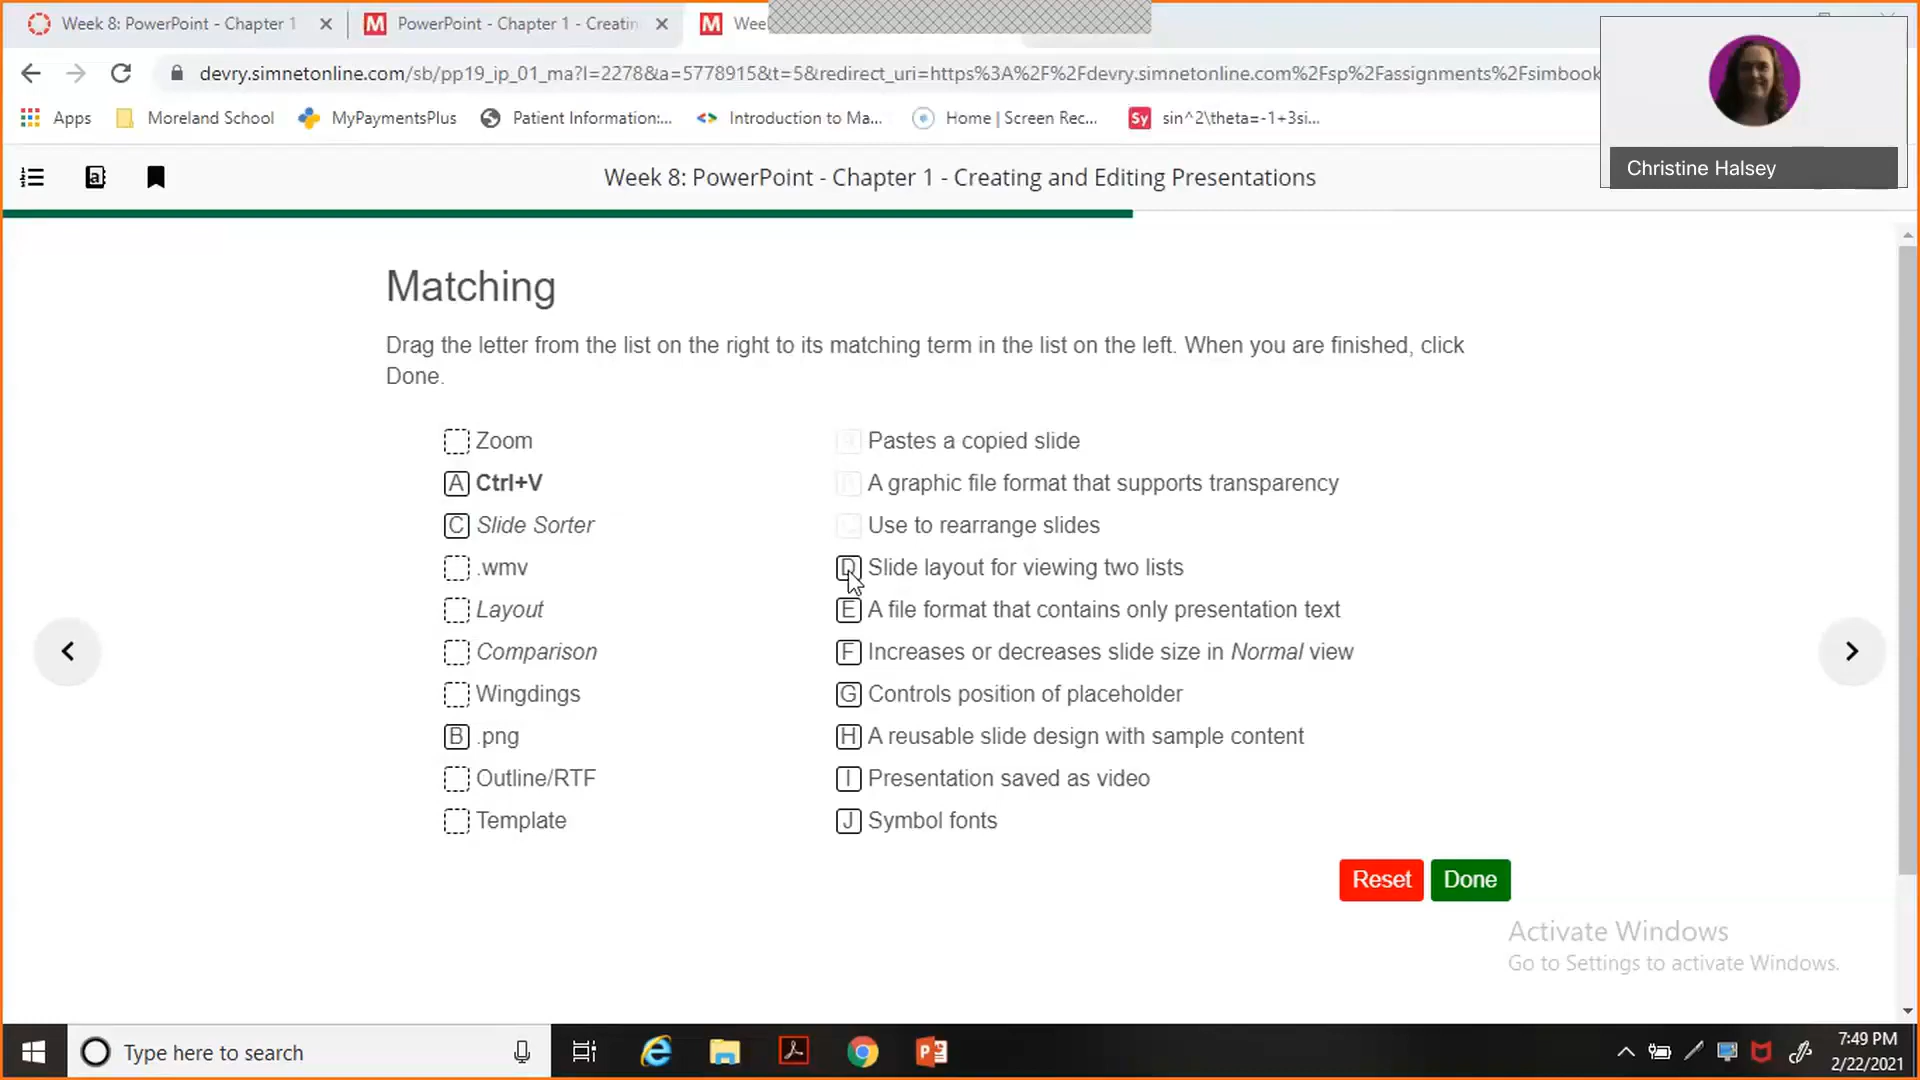 Week 8: PowerPoint - Chapter 1
PowerPoint - Chapter 1 - Creatin
Wee
devry.simnetonline.com/sb/pp19_ip_01_ma?l=2278&a=5778915&t=5&redirect_uri=https%3A%2F%2Fdevry.simnetonline.com%2Fsp%2Fassignments%2Fsimbook
Apps
Moreland School
MyPaymentsPlus
Patient Information:...
Introduction to Ma...
Home | Screen Rec...
Sy sin^2\theta=-1+3si...
Christine Halsey
Week 8: PowerPoint - Chapter 1 - Creating and Editing Presentations
Matching
Drag the letter from the list on the right to its matching term in the list on the left. When you are finished, click
Done.
Zoom
Pastes a copied slide
A Ctrl+V
A graphic file format that supports transparency
C Slide Sorter
Use to rearrange slides
.wmv
D Slide layout for viewing two lists
Layout
E A file format that contains only presentation text
Comparison
F Increases or decreases slide size in Normal view
Wingdings
G Controls position of placeholder
B .png
H A reusable slide design with sample content
Outline/RTF
I Presentation saved as video
Template
J Symbol fonts
Reset
Done
Activate Windows
Go to Settings to activate Windows.
Type here to search
7:49 PM
2/22/2021